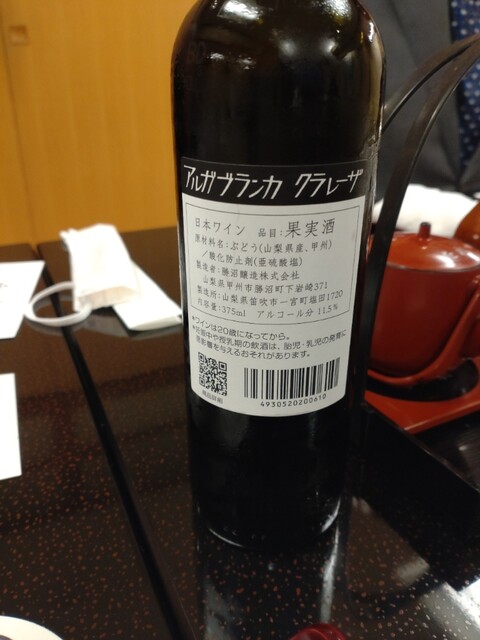 アルガブランカ クラレーザ
日本ワイン 品目：果実酒
原材料名：ぶどう（山梨県産、甲州）
／酸化防止剤（亜硫酸塩）
製造者：勝沼醸造株式会社
山梨県甲州市勝沼町下岩崎371
製造所：山梨県笛吹市一宮町塩田1720
内容量：375ml アルコール分 11.5%
*ワインは20歳になってから。
*妊娠中や授乳期の飲酒は、胎児・乳児の発育に
悪影響を与えるおそれがあります。
商品詳細
4930520200610